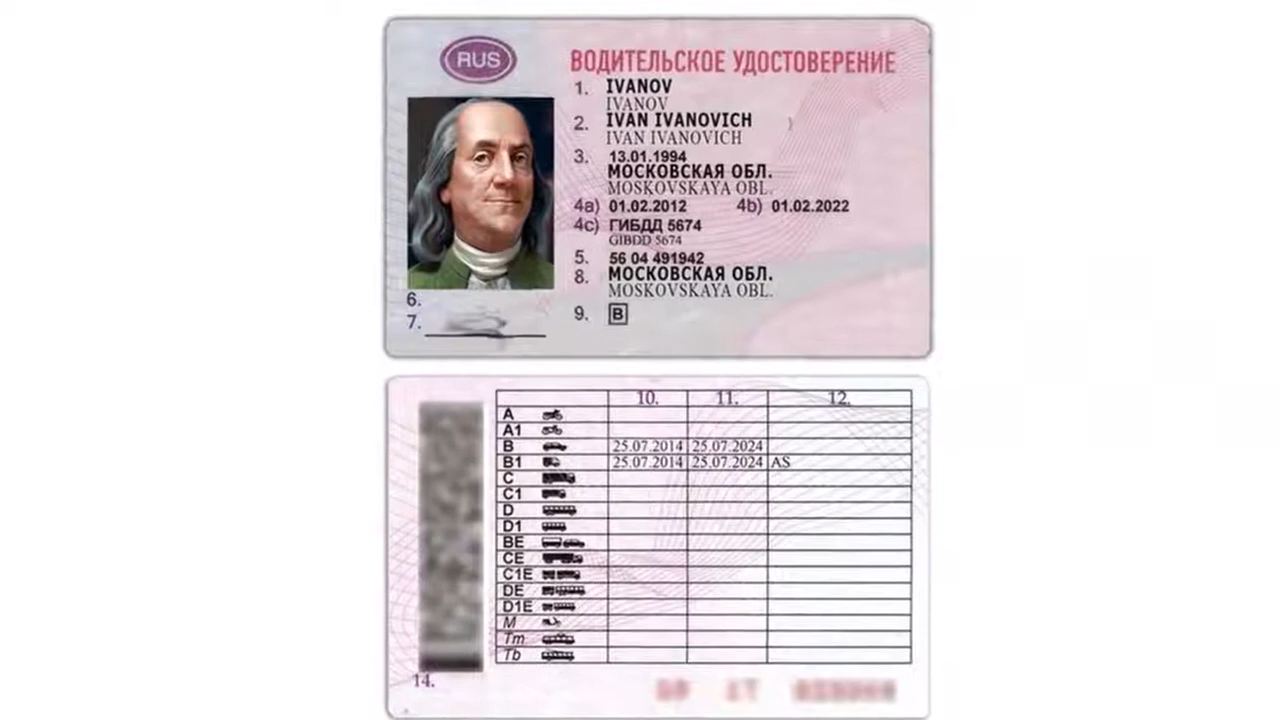 RUS
ВОДИТЕЛЬСКОЕ УДОСТОВЕРЕНИЕ
1. IVANOV
IVANOV
2. IVAN IVANOVICH
IVAN IVANOVICH
3. 13.01.1994
МОСКОВСКАЯ ОБЛ.
MOSKOVSKAYA OBL.
4a) 01.02.2012 4b) 01.02.2022
4c) ГИБДД 5674
GIBDD 5674
5. 56 04 491942
8. МОСКОВСКАЯ ОБЛ.
MOSKOVSKAYA OBL.
9. B
6.
7.
10. 11. 12.
A
A1
B 25.07.2014 25.07.2024
B1 25.07.2014 25.07.2024 AS
C
C1
D
D1
BE
CE
C1E
DE
D1E
M
Tm
Tb
14.